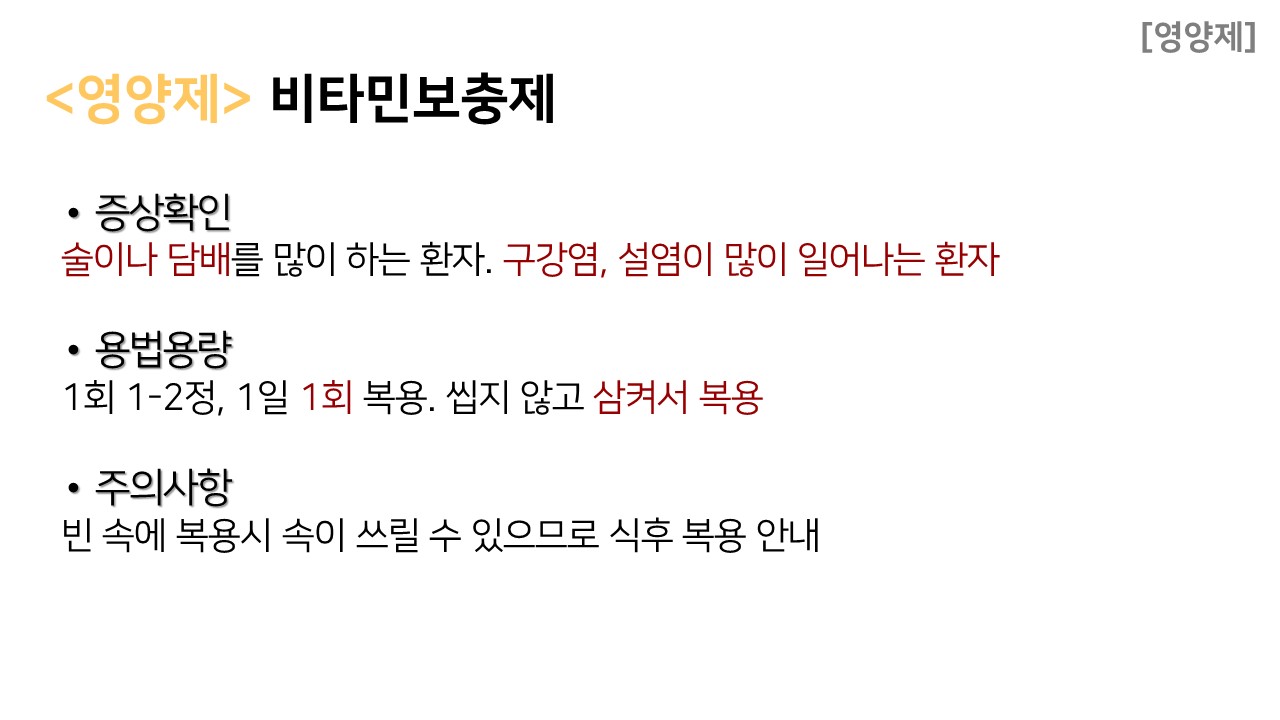 [영양제]
<영양제> 비타민보충제
• 증상확인
술이나 담배를 많이 하는 환자. 구강염, 설염이 많이 일어나는 환자
• 용법용량
1회 1-2정, 1일 1회 복용. 씹지 않고 삼켜서 복용
• 주의사항
빈 속에 복용시 속이 쓰릴 수 있으므로 식후 복용 안내